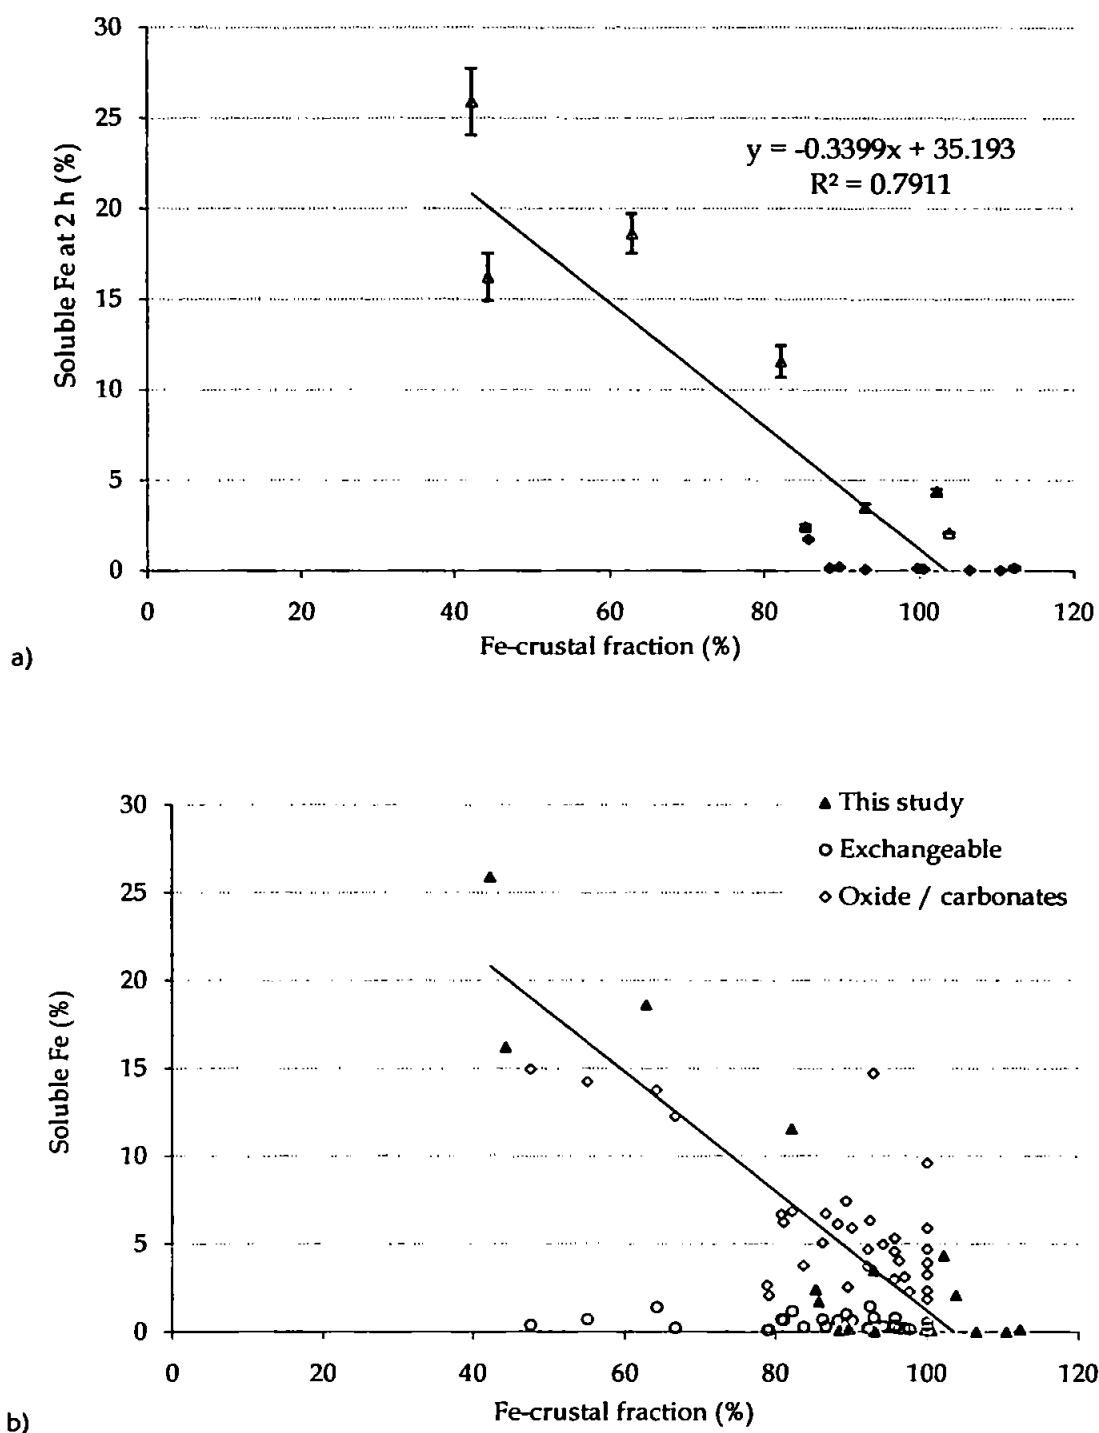 30
25
20
15
10
5
0
Soluble Fe at 2 h (%)
y = -0.3399x + 35.193
R² = 0.7911
0 20 40 60 80 100 120
Fe-crustal fraction (%)
a)
30
25
20
15
10
5
0
Soluble Fe (%)
This study
Exchangeable
Oxide / carbonates
0 20 40 60 80 100 120
Fe-crustal fraction (%)
b)